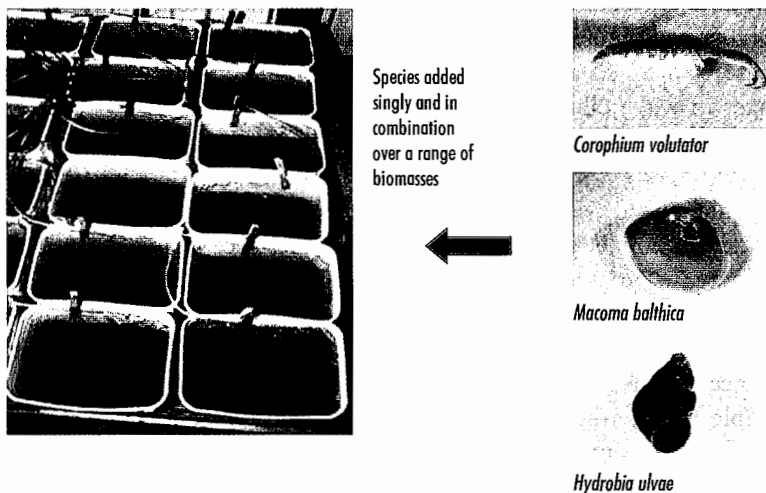 Species added
singly and in
combination
over a range of
biomasses
Corophium volutator
Macoma balthica
Hydrobia ulvae